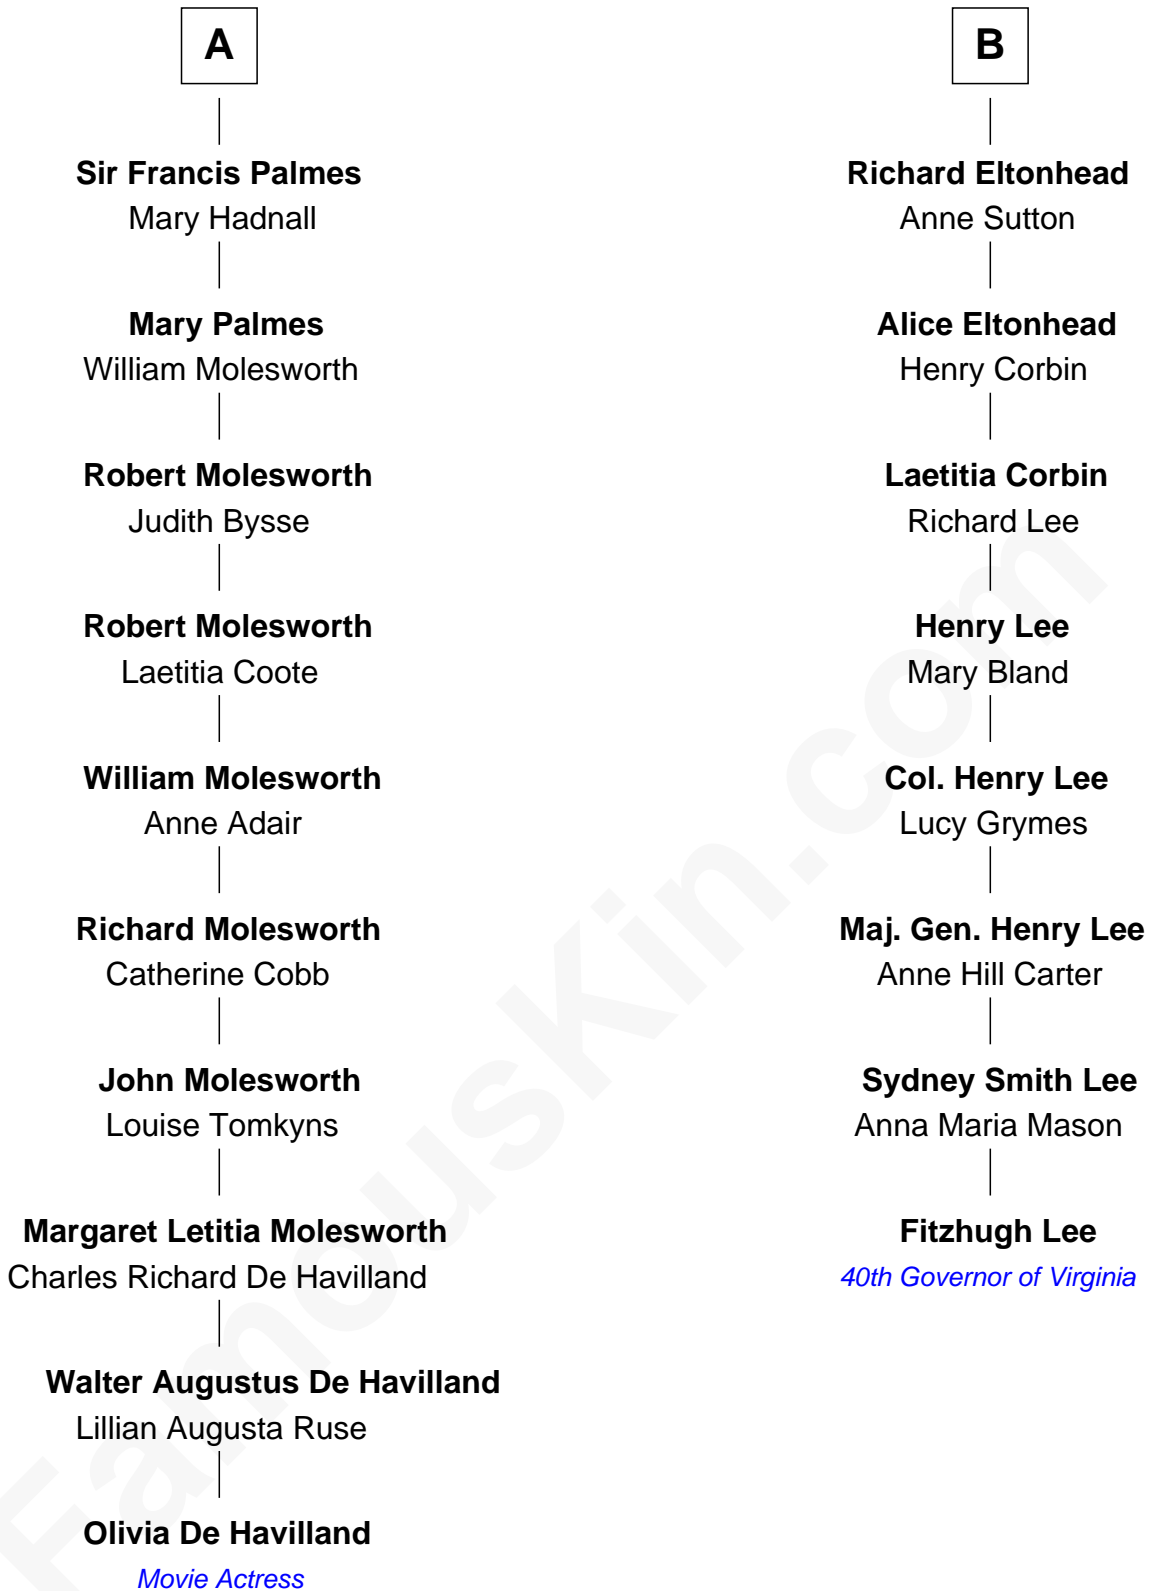 A
Sir Francis Palmes
Mary Hadnall
Mary Palmes
William Molesworth
Robert Molesworth
Judith Bysse
Robert Molesworth
Laetitia Coote
William Molesworth
Anne Adair
Richard Molesworth
Catherine Cobb
John Molesworth
Louise Tomkyns
Margaret Letitia Molesworth
Charles Richard De Havilland
Walter Augustus De Havilland
Lillian Augusta Ruse
Olivia De Havilland
Movie Actress
B
Richard Eltonhead
Anne Sutton
Alice Eltonhead
Henry Corbin
Laetitia Corbin
Richard Lee
Henry Lee
Mary Bland
Col. Henry Lee
Lucy Grymes
Maj. Gen. Henry Lee
Anne Hill Carter
Sydney Smith Lee
Anna Maria Mason
Fitzhugh Lee
40th Governor of Virginia
FamousKin.com